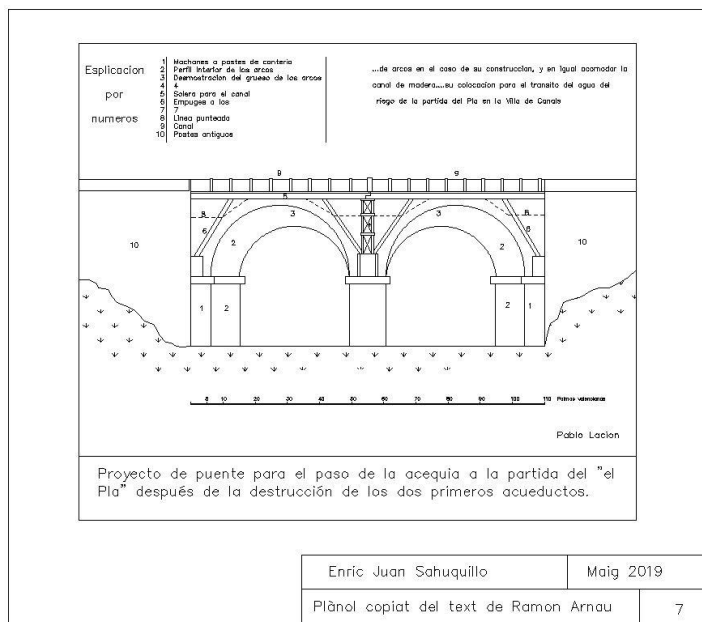 Esplicacion
por
numeros
1 Machones a postes de canteria
2 Perfil interior de los arcos
3 Desmostracion del grueso de los arcos
4 4
5 Solera para el canal
6 Empuges a los
7 7
8 Linea punteada
9 Canal
10 Postes antiguos
...de arcos en el caso de su construccion, y en igual acomodar la
canal de madera....su colocacion para el transito del agua del
riego de la partida del Pla en la Villa de Canals
9 9
5
8 3 3 8
6 2 2 6
10 10
1 2 2 1
5 10 20 30 40 50 60 70 80 90 100 110 Palmos valencianos
Pablo Lacion
Proyecto de puente para el paso de la acequia a la partida del "el
Pla" después de la destrucción de los dos primeros acueductos.
Enric Juan Sahuquillo Maig 2019
Plànol copiat del text de Ramon Arnau 7